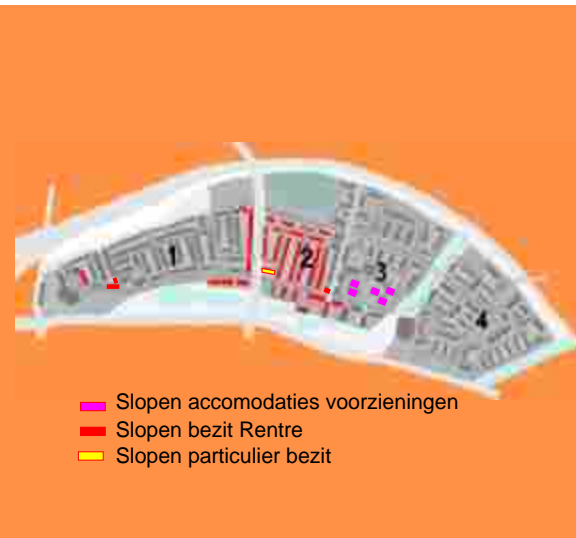 1
2
3
4
Slopen accomodaties voorzieningen
Slopen bezit Rentre
Slopen particulier bezit